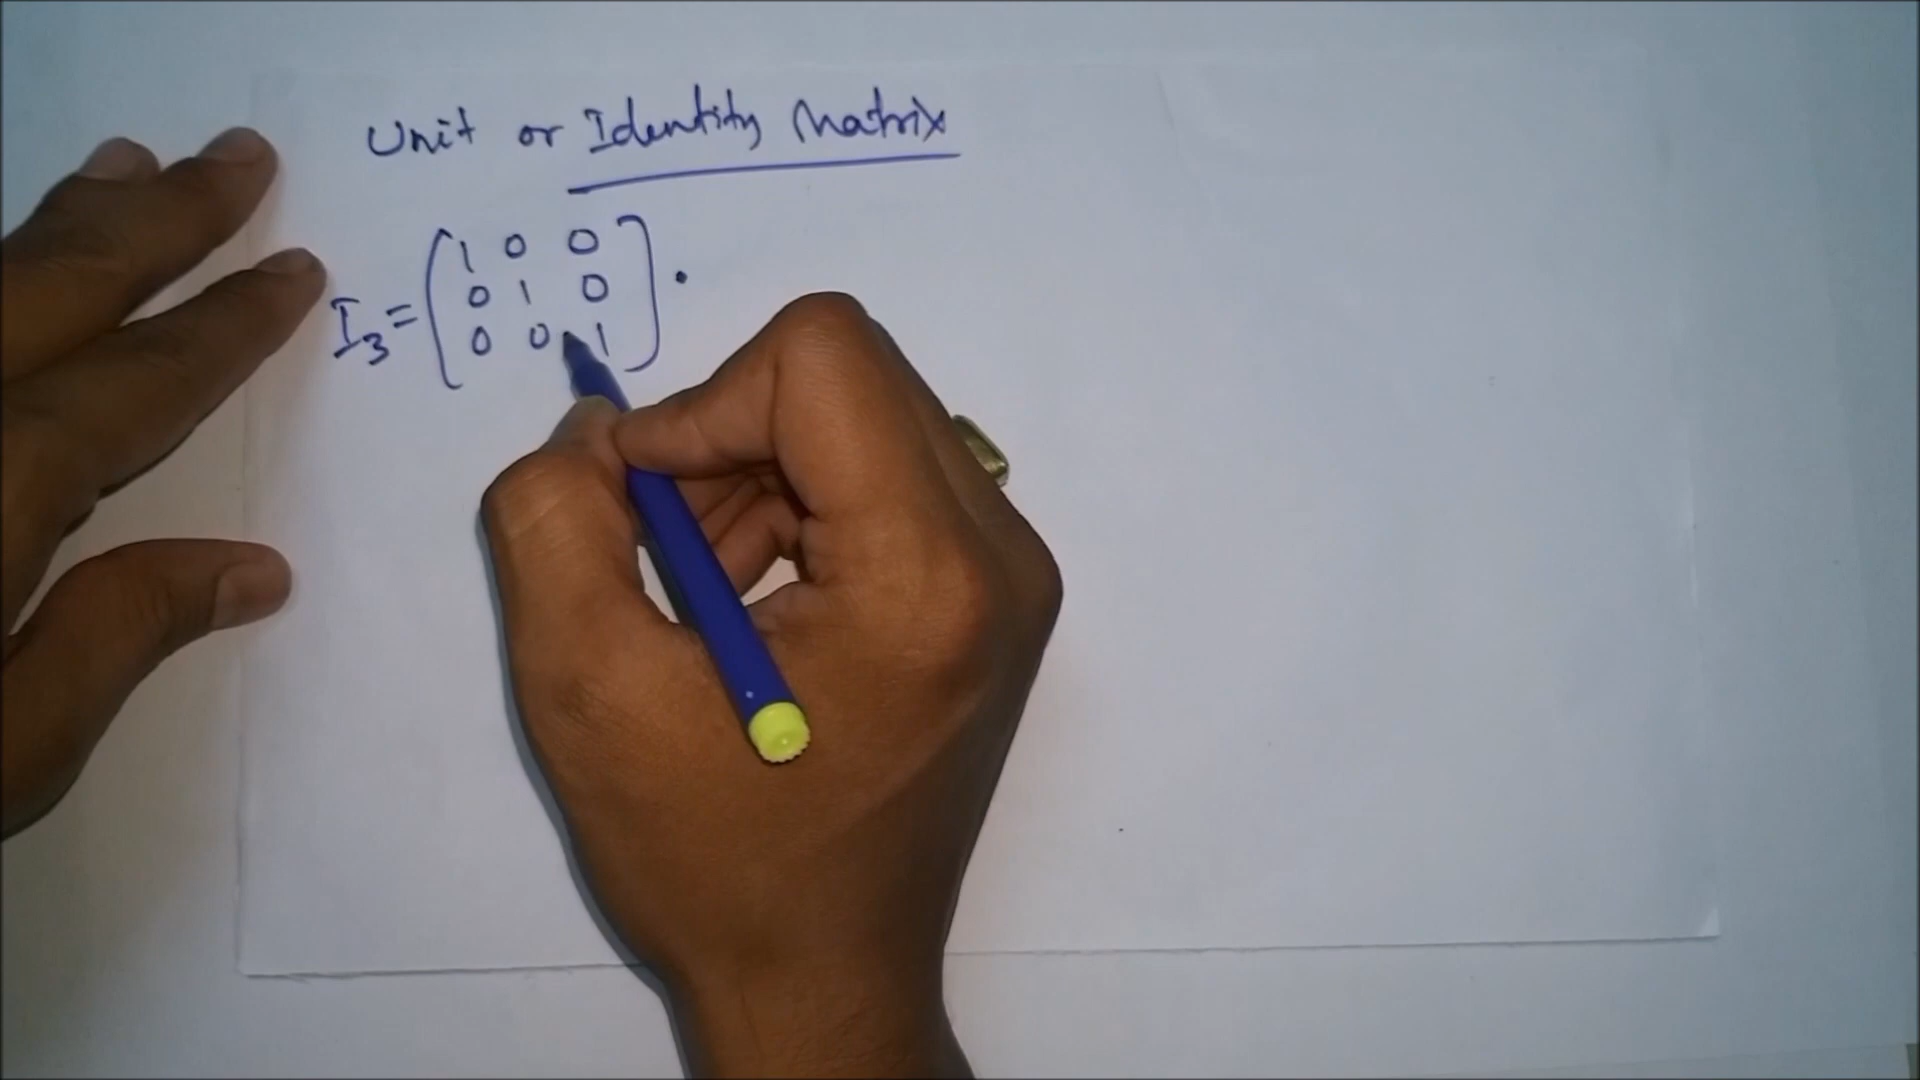 Unit or Identity Matrix
1 0 0
0 1 0
I₃ = 0 0 1